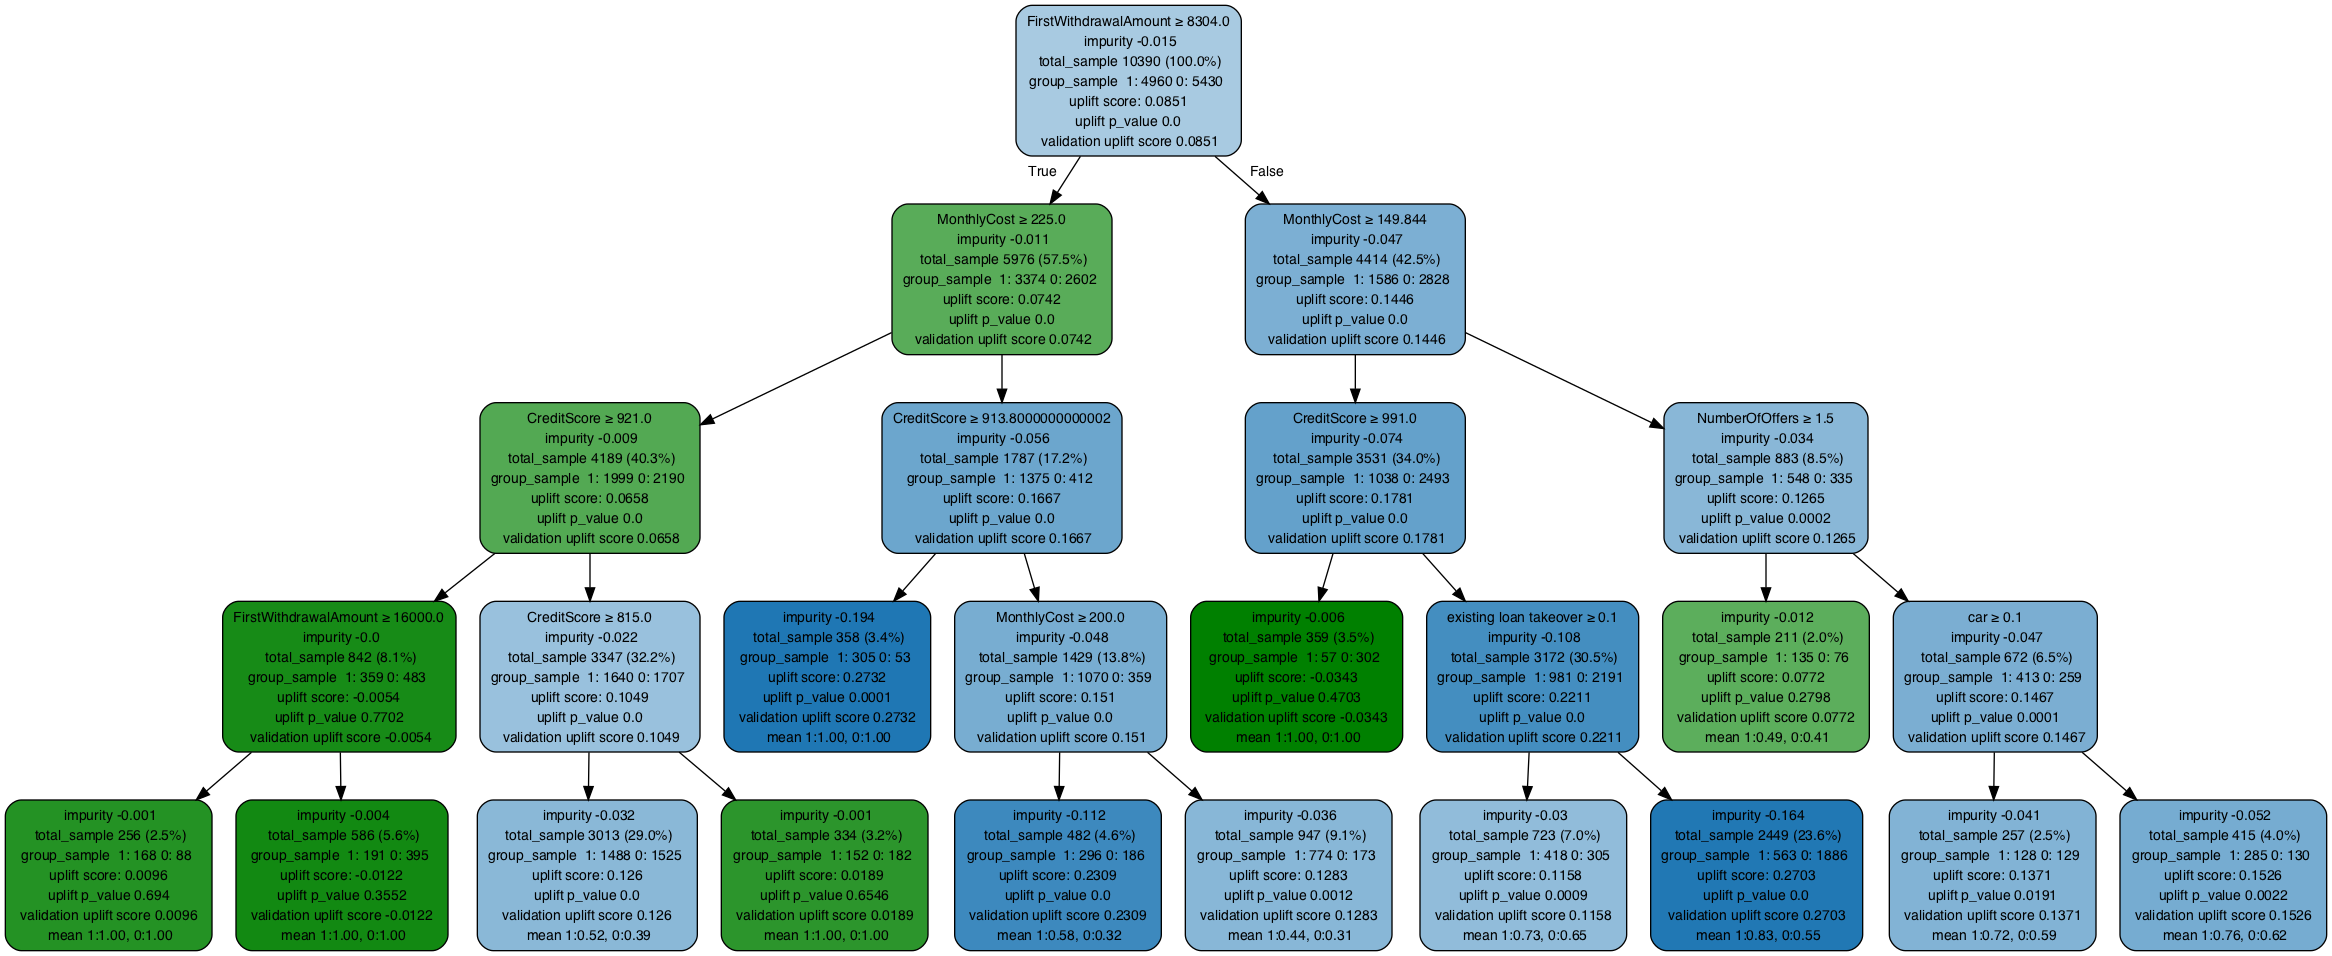 FirstWithdrawalAmount ≥ 8304.0
impurity -0.015
total_sample 10390 (100.0%)
group_sample  1: 4960 0: 5430
uplift score: 0.0851
uplift p_value 0.0
validation uplift score 0.0851
True
False
MonthlyCost ≥ 225.0
impurity -0.011
total_sample 5976 (57.5%)
group_sample  1: 3374 0: 2602
uplift score: 0.0742
uplift p_value 0.0
validation uplift score 0.0742
MonthlyCost ≥ 149.844
impurity -0.047
total_sample 4414 (42.5%)
group_sample  1: 1586 0: 2828
uplift score: 0.1446
uplift p_value 0.0
validation uplift score 0.1446
CreditScore ≥ 921.0
impurity -0.009
total_sample 4189 (40.3%)
group_sample  1: 1999 0: 2190
uplift score: 0.0658
uplift p_value 0.0
validation uplift score 0.0658
CreditScore ≥ 913.8000000000002
impurity -0.056
total_sample 1787 (17.2%)
group_sample  1: 1375 0: 412
uplift score: 0.1667
uplift p_value 0.0
validation uplift score 0.1667
CreditScore ≥ 991.0
impurity -0.074
total_sample 3531 (34.0%)
group_sample  1: 1038 0: 2493
uplift score: 0.1781
uplift p_value 0.0
validation uplift score 0.1781
NumberOfOffers ≥ 1.5
impurity -0.034
total_sample 883 (8.5%)
group_sample  1: 548 0: 335
uplift score: 0.1265
uplift p_value 0.0002
validation uplift score 0.1265
FirstWithdrawalAmount ≥ 16000.0
impurity -0.0
total_sample 842 (8.1%)
group_sample  1: 359 0: 483
uplift score: -0.0054
uplift p_value 0.7702
validation uplift score -0.0054
CreditScore ≥ 815.0
impurity -0.022
total_sample 3347 (32.2%)
group_sample  1: 1640 0: 1707
uplift score: 0.1049
uplift p_value 0.0
validation uplift score 0.1049
impurity -0.194
total_sample 358 (3.4%)
group_sample  1: 305 0: 53
uplift score: 0.2732
uplift p_value 0.0001
validation uplift score 0.2732
mean 1:1.00, 0:1.00
MonthlyCost ≥ 200.0
impurity -0.048
total_sample 1429 (13.8%)
group_sample  1: 1070 0: 359
uplift score: 0.151
uplift p_value 0.0
validation uplift score 0.151
impurity -0.006
total_sample 359 (3.5%)
group_sample  1: 57 0: 302
uplift score: -0.0343
uplift p_value 0.4703
validation uplift score -0.0343
mean 1:1.00, 0:1.00
existing loan takeover ≥ 0.1
impurity -0.108
total_sample 3172 (30.5%)
group_sample  1: 981 0: 2191
uplift score: 0.2211
uplift p_value 0.0
validation uplift score 0.2211
impurity -0.012
total_sample 211 (2.0%)
group_sample  1: 135 0: 76
uplift score: 0.0772
uplift p_value 0.2798
validation uplift score 0.0772
mean 1:0.49, 0:0.41
car ≥ 0.1
impurity -0.047
total_sample 672 (6.5%)
group_sample  1: 413 0: 259
uplift score: 0.1467
uplift p_value 0.0001
validation uplift score 0.1467
impurity -0.001
total_sample 256 (2.5%)
group_sample  1: 168 0: 88
uplift score: 0.0096
uplift p_value 0.694
validation uplift score 0.0096
mean 1:1.00, 0:1.00
impurity -0.004
total_sample 586 (5.6%)
group_sample  1: 191 0: 395
uplift score: -0.0122
uplift p_value 0.3552
validation uplift score -0.0122
mean 1:1.00, 0:1.00
impurity -0.032
total_sample 3013 (29.0%)
group_sample  1: 1488 0: 1525
uplift score: 0.126
uplift p_value 0.0
validation uplift score 0.126
mean 1:0.52, 0:0.39
impurity -0.001
total_sample 334 (3.2%)
group_sample  1: 152 0: 182
uplift score: 0.0189
uplift p_value 0.6546
validation uplift score 0.0189
mean 1:1.00, 0:1.00
impurity -0.112
total_sample 482 (4.6%)
group_sample  1: 296 0: 186
uplift score: 0.2309
uplift p_value 0.0
validation uplift score 0.2309
mean 1:0.58, 0:0.32
impurity -0.036
total_sample 947 (9.1%)
group_sample  1: 774 0: 173
uplift score: 0.1283
uplift p_value 0.0012
validation uplift score 0.1283
mean 1:0.44, 0:0.31
impurity -0.03
total_sample 723 (7.0%)
group_sample  1: 418 0: 305
uplift score: 0.1158
uplift p_value 0.0009
validation uplift score 0.1158
mean 1:0.73, 0:0.65
impurity -0.164
total_sample 2449 (23.6%)
group_sample  1: 563 0: 1886
uplift score: 0.2703
uplift p_value 0.0
validation uplift score 0.2703
mean 1:0.83, 0:0.55
impurity -0.041
total_sample 257 (2.5%)
group_sample  1: 128 0: 129
uplift score: 0.1371
uplift p_value 0.0191
validation uplift score 0.1371
mean 1:0.72, 0:0.59
impurity -0.052
total_sample 415 (4.0%)
group_sample  1: 285 0: 130
uplift score: 0.1526
uplift p_value 0.0022
validation uplift score 0.1526
mean 1:0.76, 0:0.62